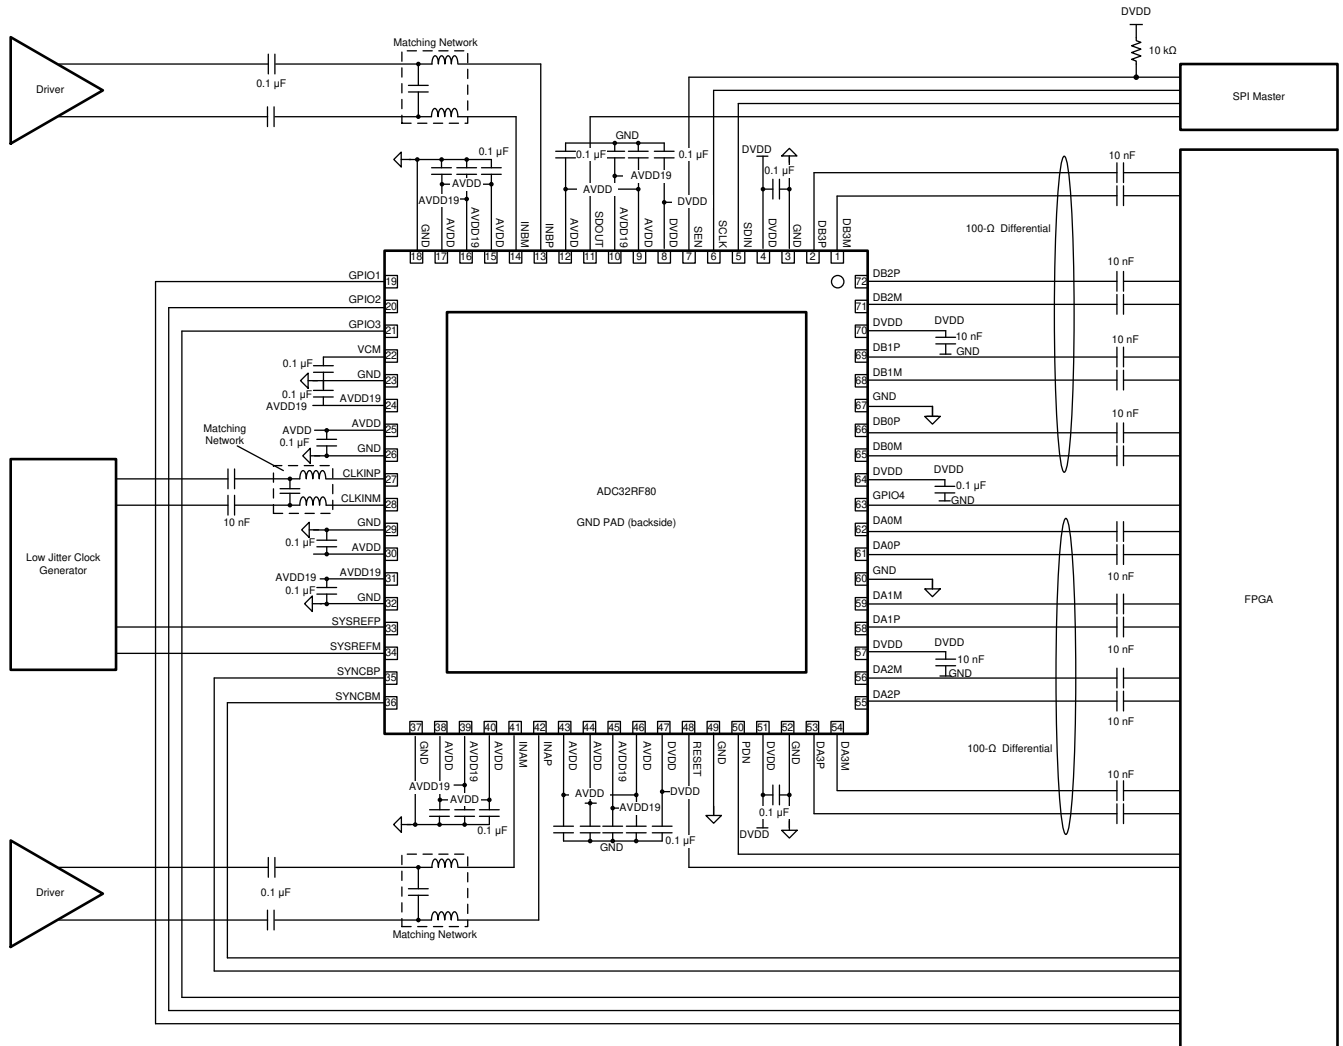 DVDD
10 kΩ
Matching Network
Driver
0.1 µF
SPI Master
GND
0.1 µF
0.1 µF
0.1 µF
DVDD
0.1 µF
10 nF
AVDD
AVDD19
AVDD19
AVDD
DVDD
100-Ω Differential
GND
AVDD
AVDD19
AVDD
INBM
INBP
AVDD
SDOUT
AVDD19
AVDD
DVDD
SEN
SCLK
SDIN
DVDD
GND
DB3P
DB3M
18
17
16
15
14
13
12
11
10
9
8
7
6
5
4
3
2
1
GPIO1
19
72
DB2P
10 nF
GPIO2
20
71
DB2M
GPIO3
21
70
DVDD
DVDD
10 nF
GND
VCM
22
69
DB1P
10 nF
0.1 µF
GND
23
68
DB1M
0.1 µF
AVDD19
AVDD19
24
67
GND
10 nF
AVDD
AVDD
25
66
DB0P
0.1 µF
GND
26
65
DB0M
Matching
Network
CLKINP
27
64
DVDD
DVDD
0.1 µF
GND
CLKINM
28
63
GPIO4
10 nF
ADC32RF80
GND PAD (backside)
GND
29
62
DA0M
0.1 µF
AVDD
30
61
DA0P
10 nF
Low Jitter Clock
Generator
AVDD19
AVDD19
31
60
GND
0.1 µF
GND
32
59
DA1M
FPGA
SYSREFP
33
58
DA1P
10 nF
SYSREFM
34
57
DVDD
DVDD
10 nF
GND
SYNCBP
35
56
DA2M
SYNCBM
36
55
DA2P
10 nF
37
38
39
40
41
42
43
44
45
46
47
48
49
50
51
52
53
54
GND
AVDD
AVDD19
AVDD
INAM
INAP
AVDD
AVDD
AVDD19
AVDD
DVDD
RESET
GND
PDN
DVDD
GND
DA3P
DA3M
100-Ω Differential
AVDD19
AVDD
AVDD
DVDD
AVDD19
10 nF
0.1 µF
0.1 µF
GND
0.1 µF
DVDD
Driver
0.1 µF
Matching Network